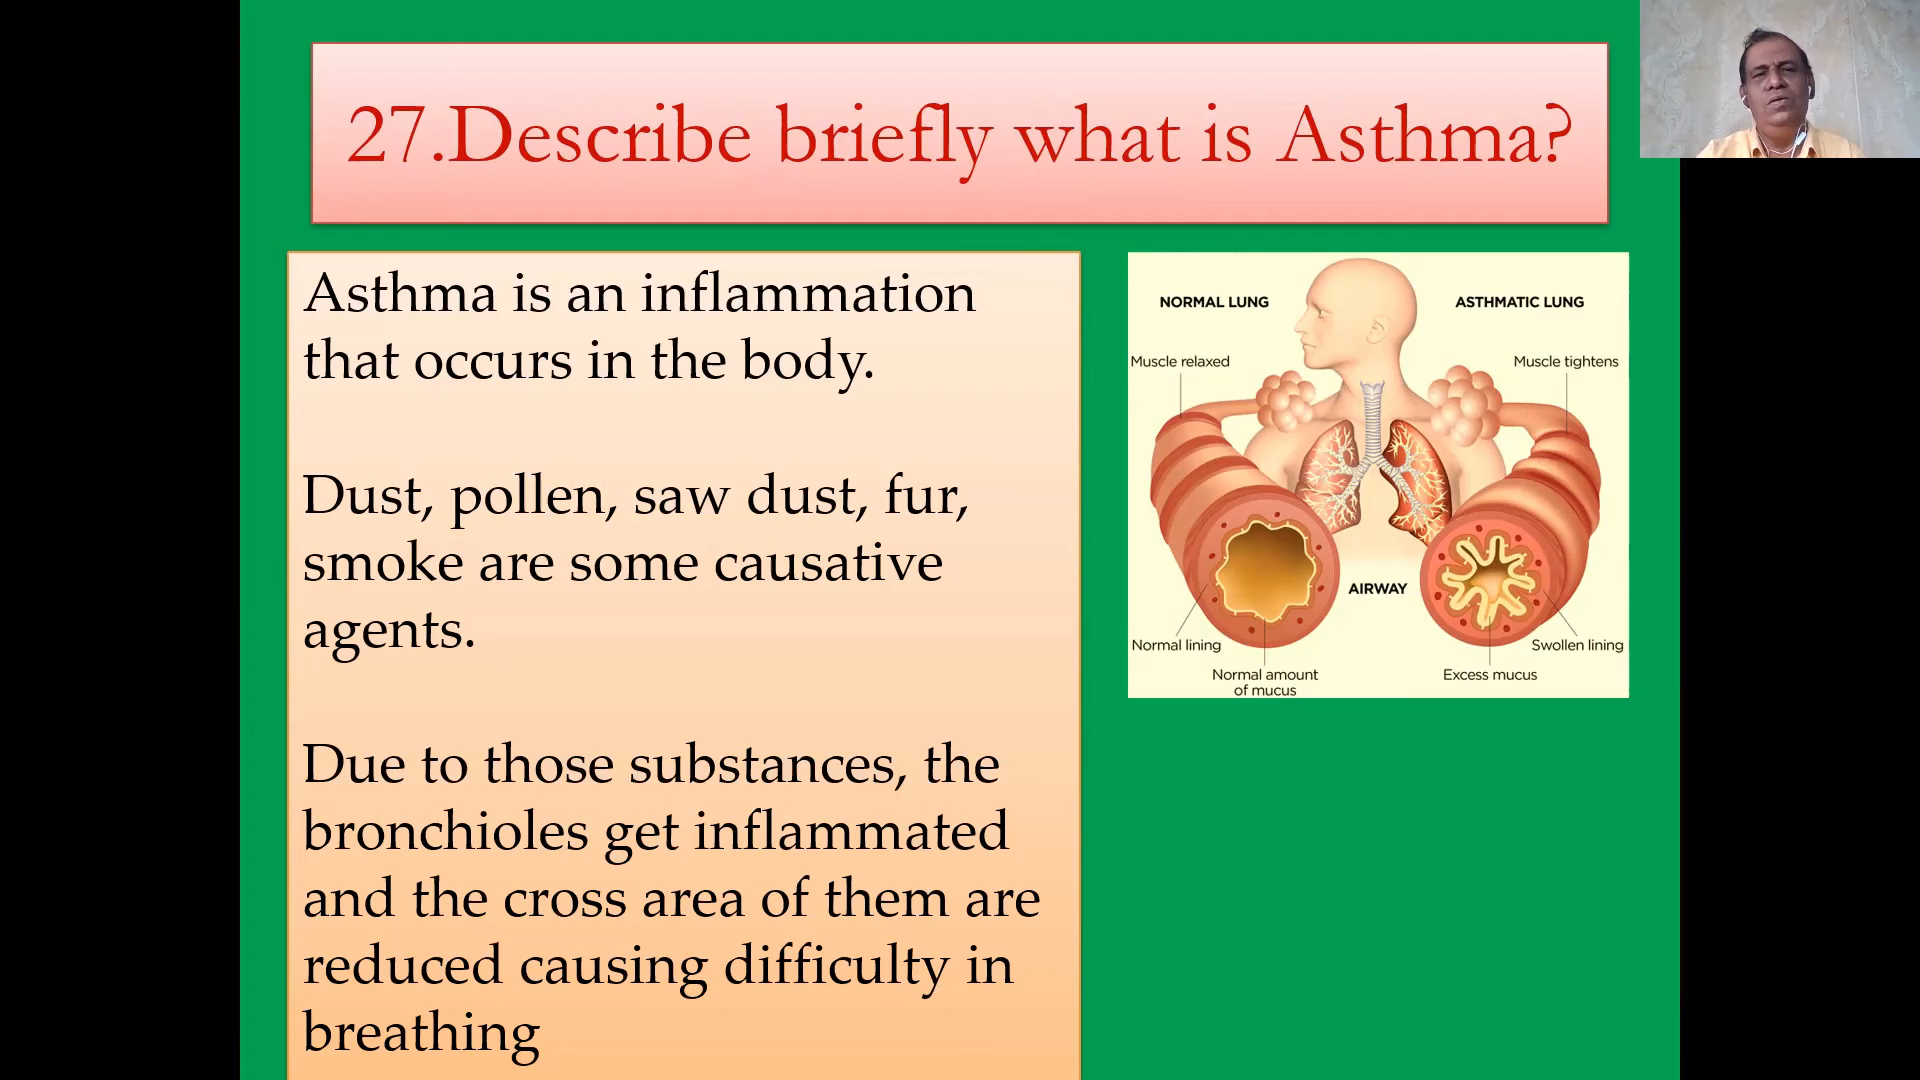 27.Describe briefly what is Asthma?
Asthma is an inflammation
that occurs in the body.
Dust, pollen, saw dust, fur,
smoke are some causative
agents.
Due to those substances, the
bronchioles get inflammated
and the cross area of them are
reduced causing difficulty in
breathing
NORMAL LUNG
ASTHMATIC LUNG
Muscle relaxed
Muscle tightens
AIRWAY
Normal lining
Swollen lining
Normal amount
of mucus
Excess mucus